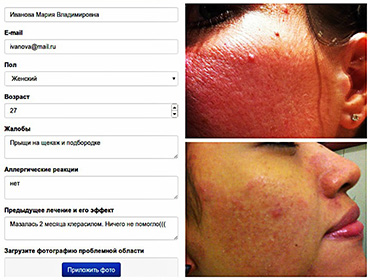 Иванова Мария Владимировна
E-mail
ivanova@mail.ru
Пол
Женский
Возраст
27
Жалобы
Прыщи на щеках и подбородке
Аллергические реакции
нет
Предыдущее лечение и его эффект
Мазалась 2 месяца клерасилом. Ничего не помогло(((
Загрузите фотографию проблемной области
Приложить фото